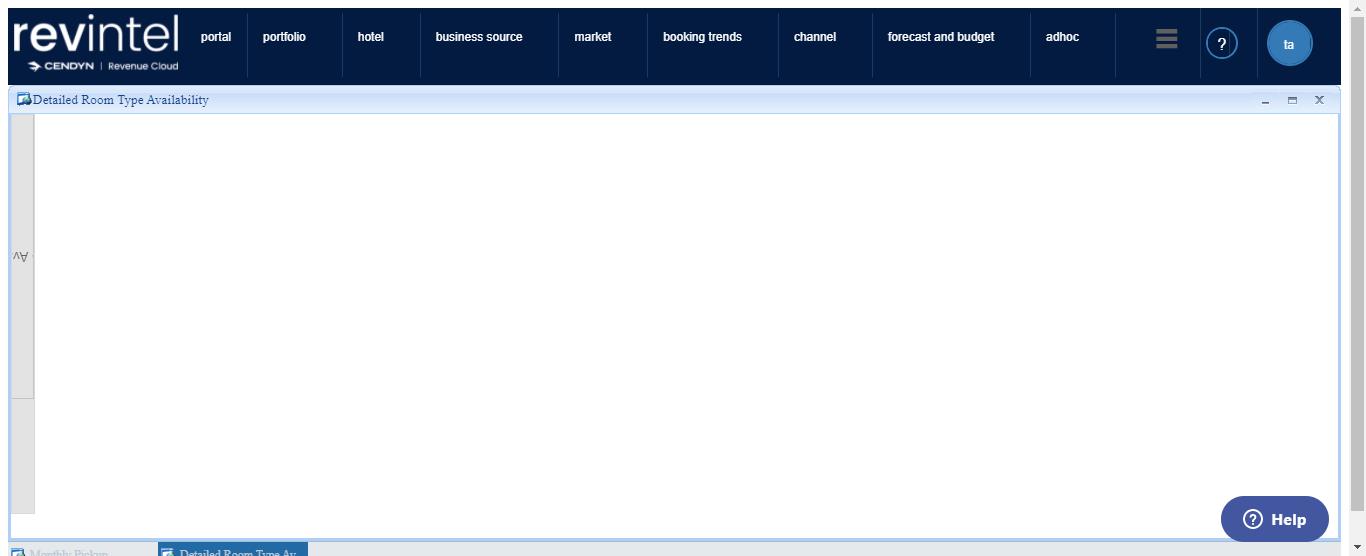 revintel
CENDYN | Revenue Cloud
portal
portfolio
hotel
business source
market
booking trends
channel
forecast and budget
adhoc
?
ta
Detailed Room Type Availability
Av
? Help
Monthly Pickup
Detailed Room Type Av...